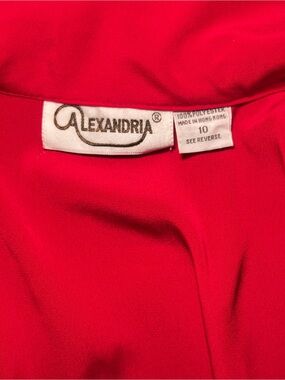 ALEXANDRIA®
100% POLYESTER
MADE IN HONG KONG
10
SEE REVERSE